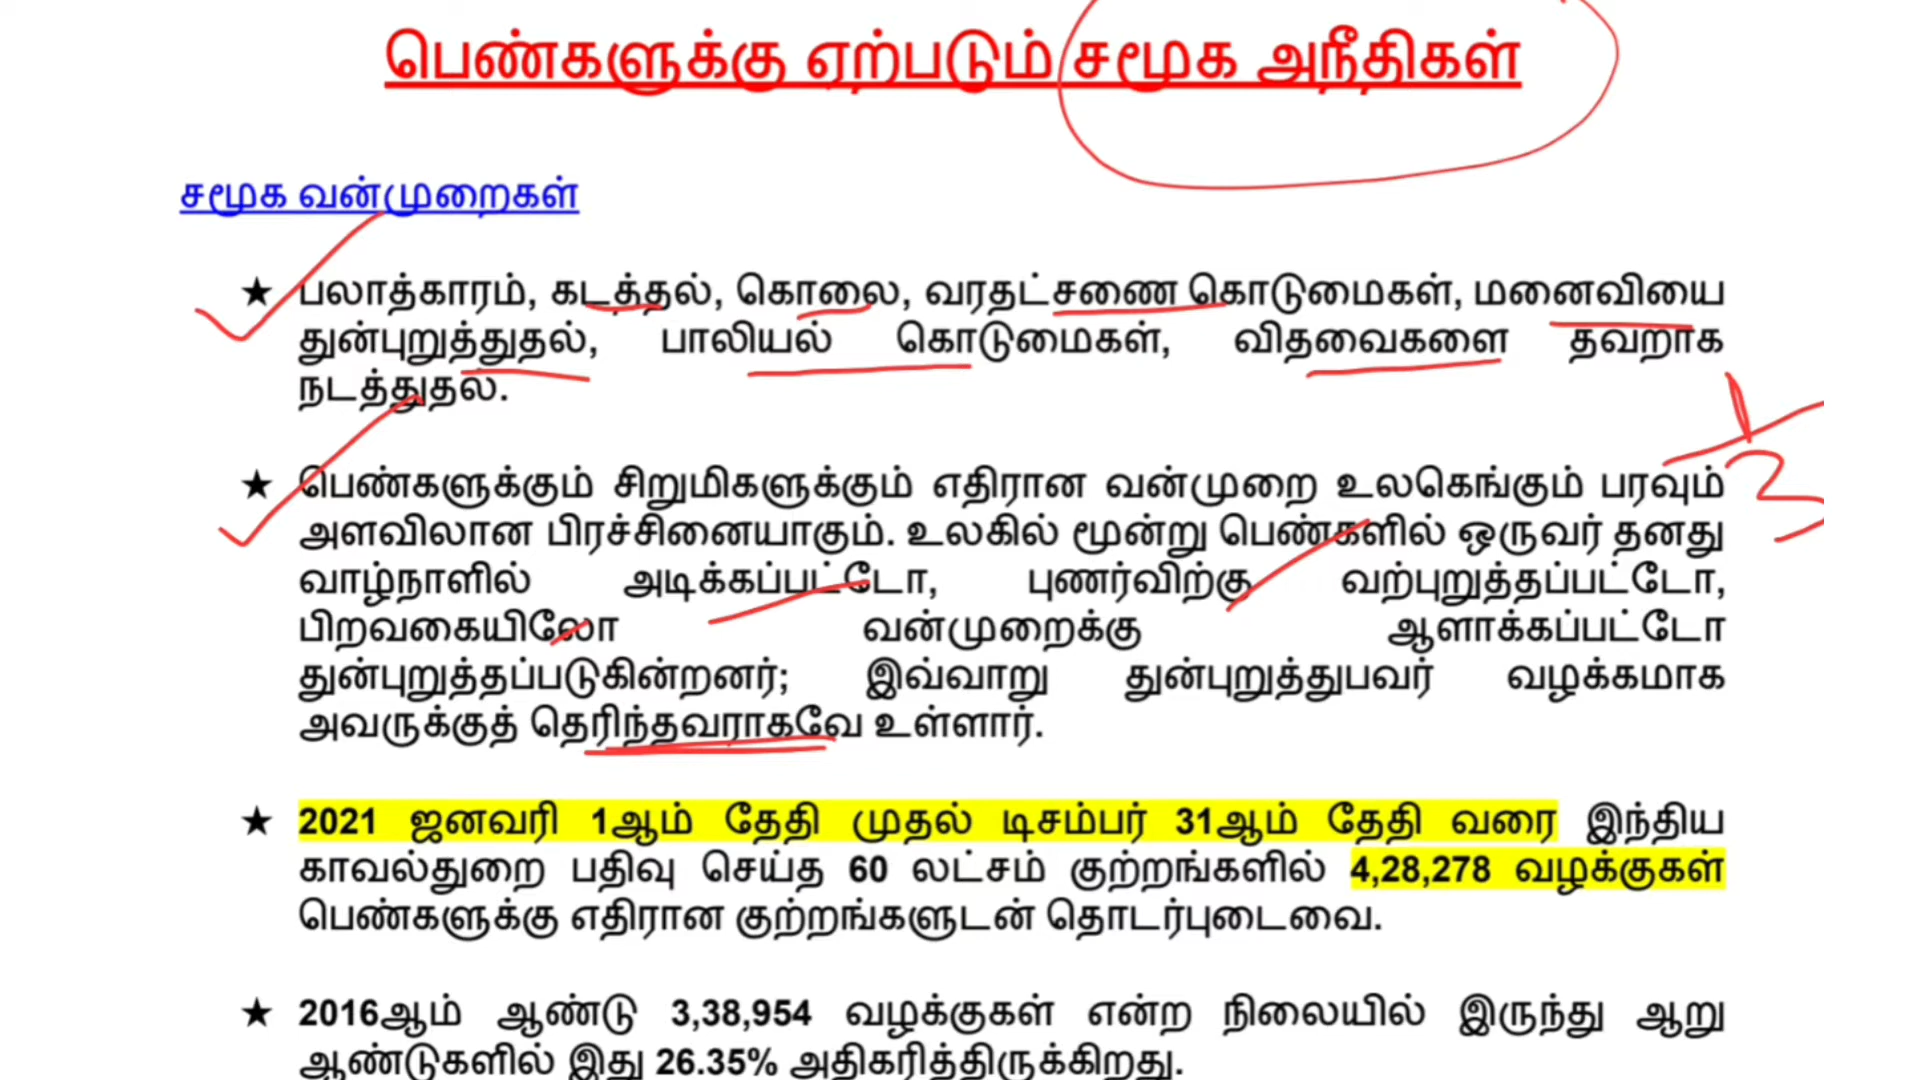 பெண்களுக்கு ஏற்படும் சமூக அநீதிகள்
சமூக வன்முறைகள்
★ பலாத்காரம், கடத்தல், கொலை, வரதட்சணை கொடுமைகள், மனைவியை
துன்புறுத்துதல், பாலியல் கொடுமைகள், விதவைகளை தவறாக
நடத்துதல்.
★ பெண்களுக்கும் சிறுமிகளுக்கும் எதிரான வன்முறை உலகெங்கும் பரவும்
அளவிலான பிரச்சினையாகும். உலகில் மூன்று பெண்களில் ஒருவர் தனது
வாழ்நாளில் அடிக்கப்பட்டோ, புணர்விற்கு வற்புறுத்தப்பட்டோ,
பிறவகையிலோ வன்முறைக்கு ஆளாக்கப்பட்டோ
துன்புறுத்தப்படுகின்றனர்; இவ்வாறு துன்புறுத்துபவர் வழக்கமாக
அவருக்குத் தெரிந்தவராகவே உள்ளார்.
★ 2021 ஜனவரி 1ஆம் தேதி முதல் டிசம்பர் 31ஆம் தேதி வரை இந்திய
காவல்துறை பதிவு செய்த 60 லட்சம் குற்றங்களில் 4,28,278 வழக்குகள்
பெண்களுக்கு எதிரான குற்றங்களுடன் தொடர்புடைவை.
★ 2016ஆம் ஆண்டு 3,38,954 வழக்குகள் என்ற நிலையில் இருந்து ஆறு
ஆண்டுகளில் இது 26.35% அதிகரித்திருக்கிறது.